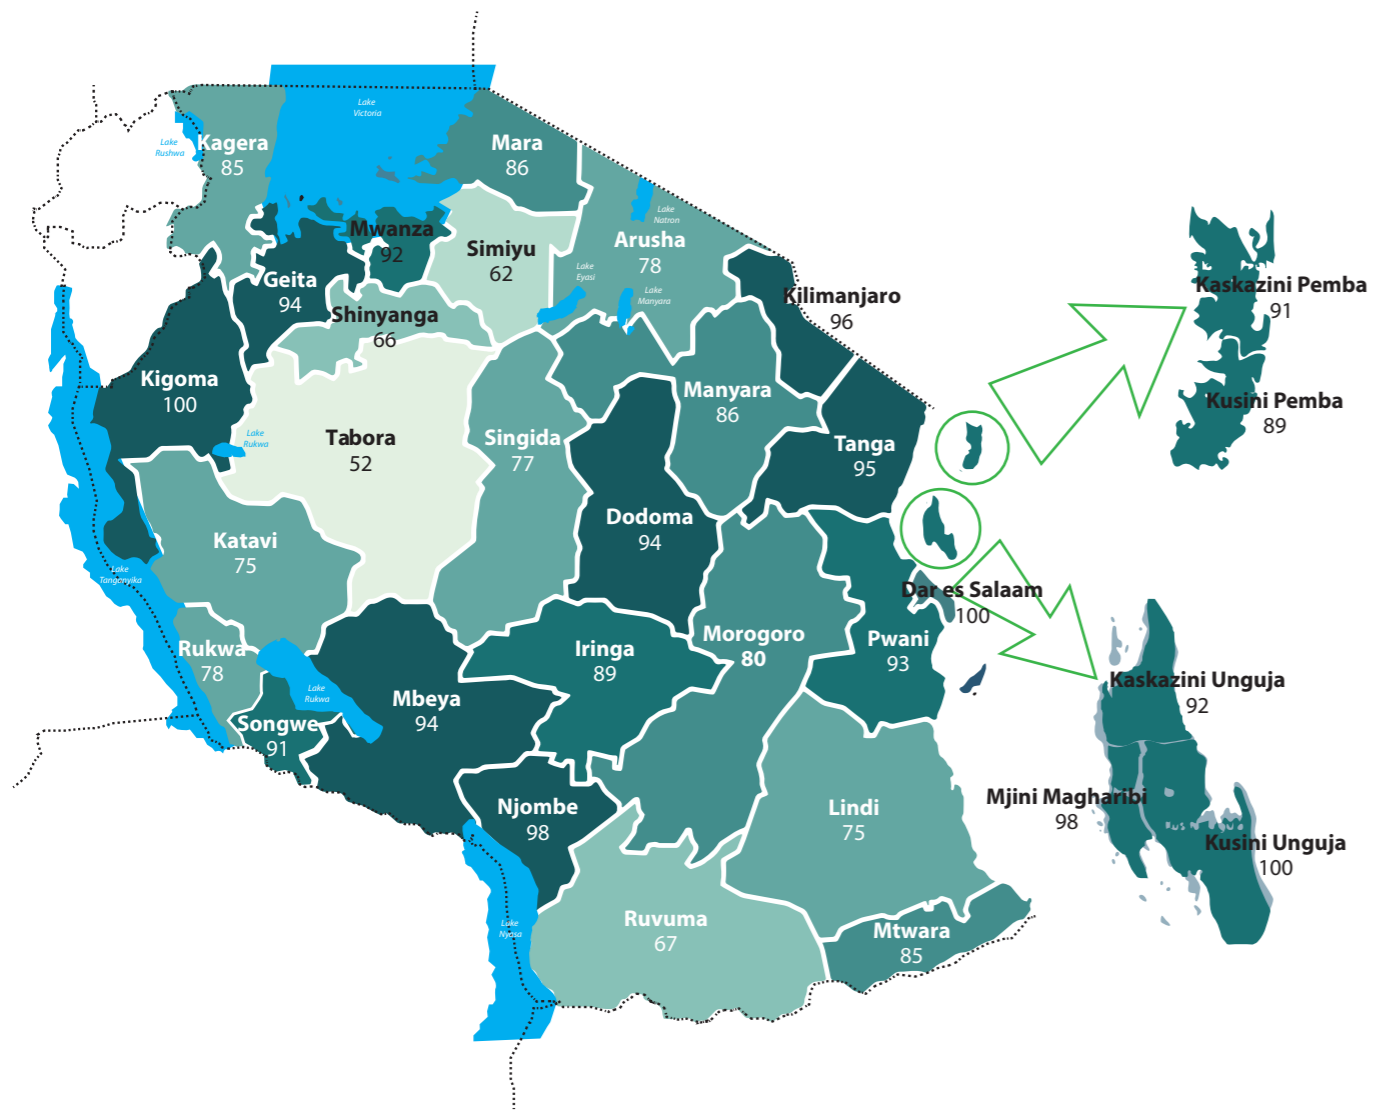 Lake
Victoria
Lake
Rushwa
Kagera
85
Mara
86
Lake
Natron
Mwanza
92
Simiyu
62
Arusha
78
Geita
94
Lake
Eyasi
Lake
Manyara
L
Shinyanga
66
Kilimanjaro
96
Kaskazini Pemba
91
Kigoma
100
Manyara
86
Kusini Pemba
89
Lake
Rukwa
Tabora
52
Singida
77
Tanga
95
Dodoma
94
Katavi
75
Lake
Tanganyika
Dar es Salaam
100
Rukwa
78
Iringa
89
Morogoro
80
Pwani
93
Lake
Rukwa
Mbeya
94
Kaskazini Unguja
92
Songwe
91
Njombe
98
Lindi
75
Mjini Magharibi
98
Kusini Unguja
100
Ruvuma
67
Lake
Nyasa
Mtwara
85